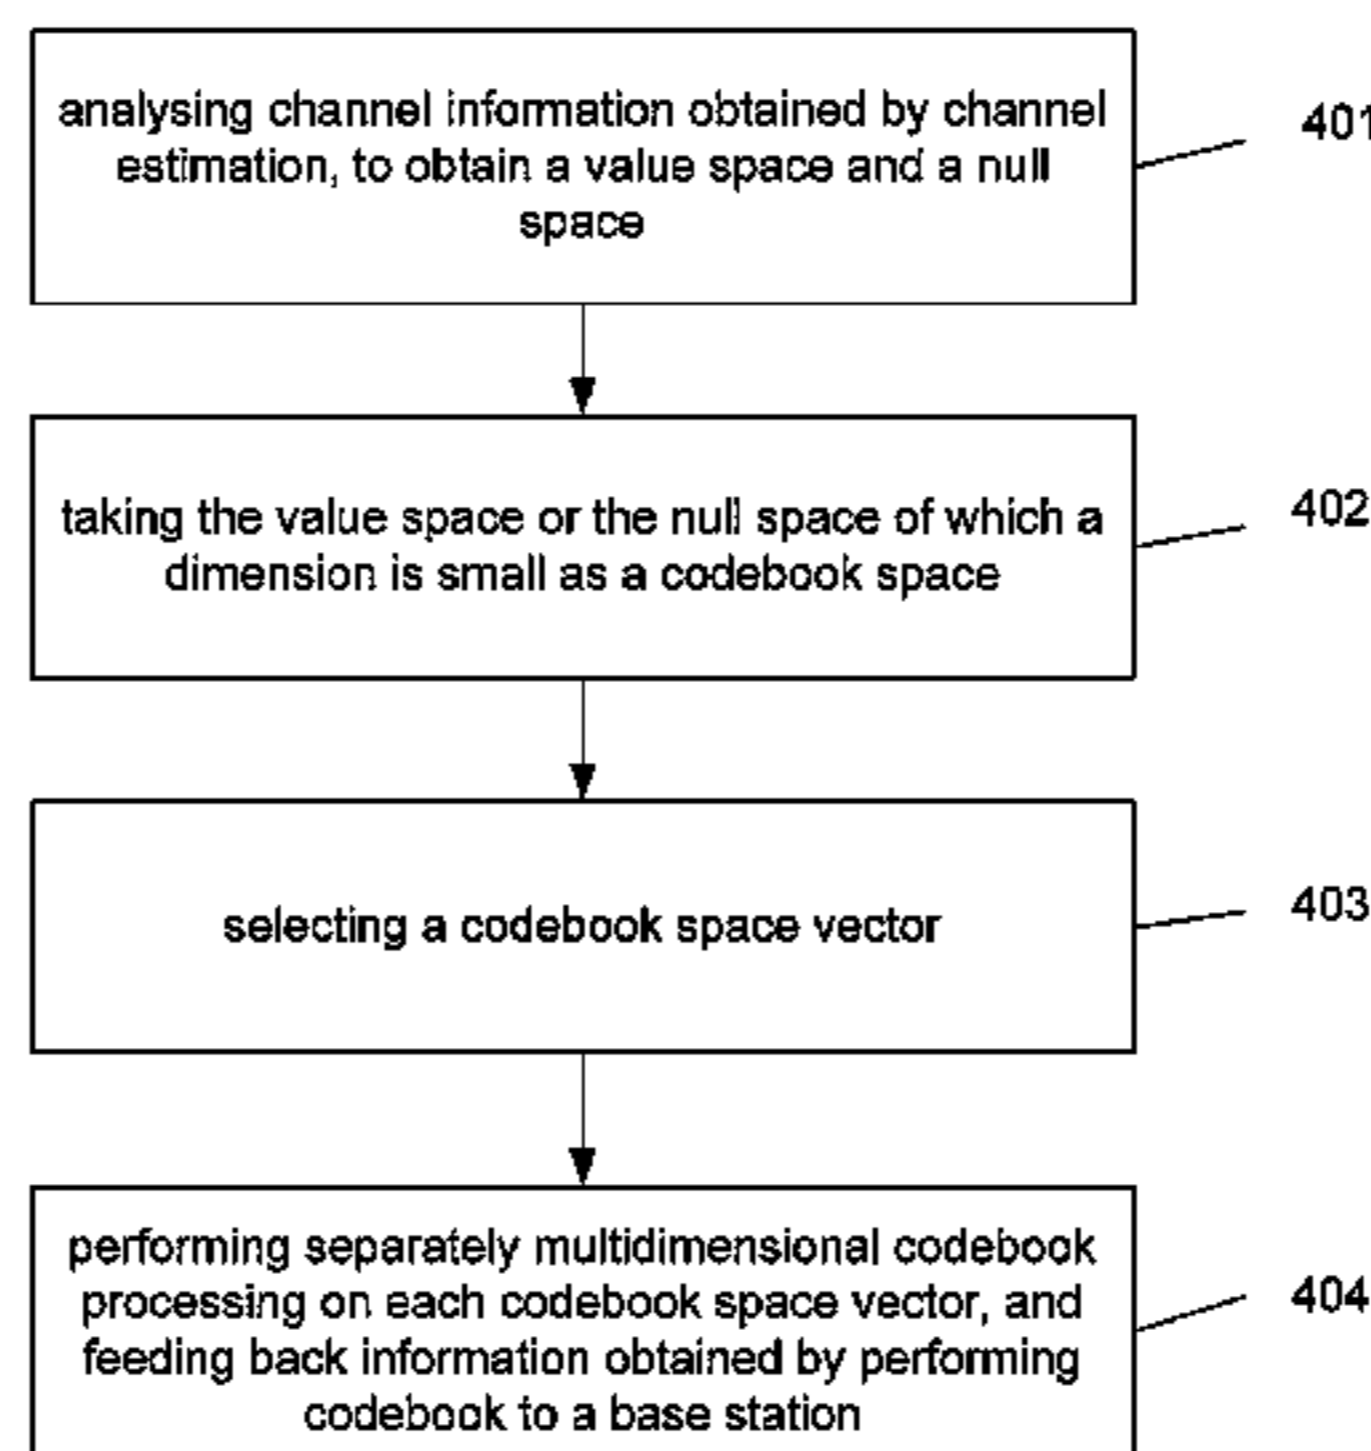 analysing channel information obtained by channel
estimation, to obtain a value space and a null
space
401
taking the value space or the null space of which a
dimension is small as a codebook space
402
selecting a codebook space vector
403
performing separately multidimensional codebook
processing on each codebook space vector, and
feeding back information obtained by performing
codebook to a base station
404